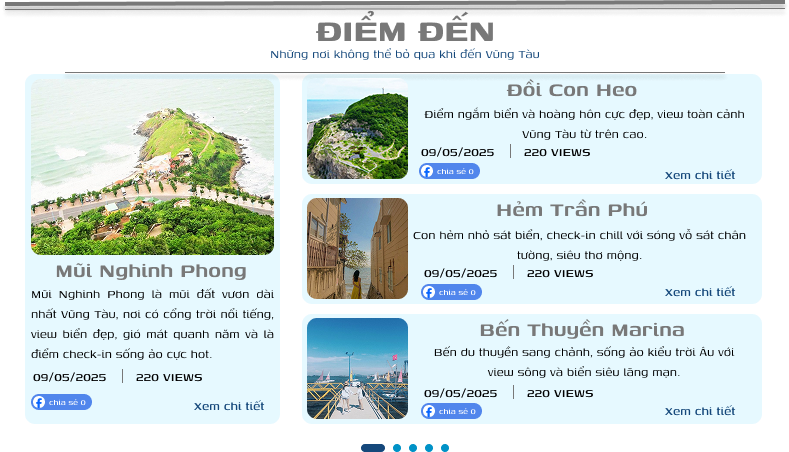 ĐIỂM ĐẾN
Những nơi không thể bỏ qua khi đến Vũng Tàu
Mũi Nghinh Phong
Mũi Nghinh Phong là mũi đất vươn dài
nhất Vũng Tàu, nơi có cổng trời nổi tiếng,
view biển đẹp, gió mát quanh năm và là
điểm check-in sống ảo cực hot.
09/05/2025 | 220 VIEWS
chia sẻ 0
Xem chi tiết
Đồi Con Heo
Điểm ngắm biển và hoàng hôn cực đẹp, view toàn cảnh
Vũng Tàu từ trên cao.
09/05/2025 | 220 VIEWS
chia sẻ 0
Xem chi tiết
Hẻm Trần Phú
Con hẻm nhỏ sát biển, check-in chill với sóng vỗ sát chân
tường, siêu thơ mộng.
09/05/2025 | 220 VIEWS
chia sẻ 0
Xem chi tiết
Bến Thuyền Marina
Bến du thuyền sang chảnh, sống ảo kiểu trời Âu với
view sông và biển siêu lãng mạn.
09/05/2025 | 220 VIEWS
chia sẻ 0
Xem chi tiết